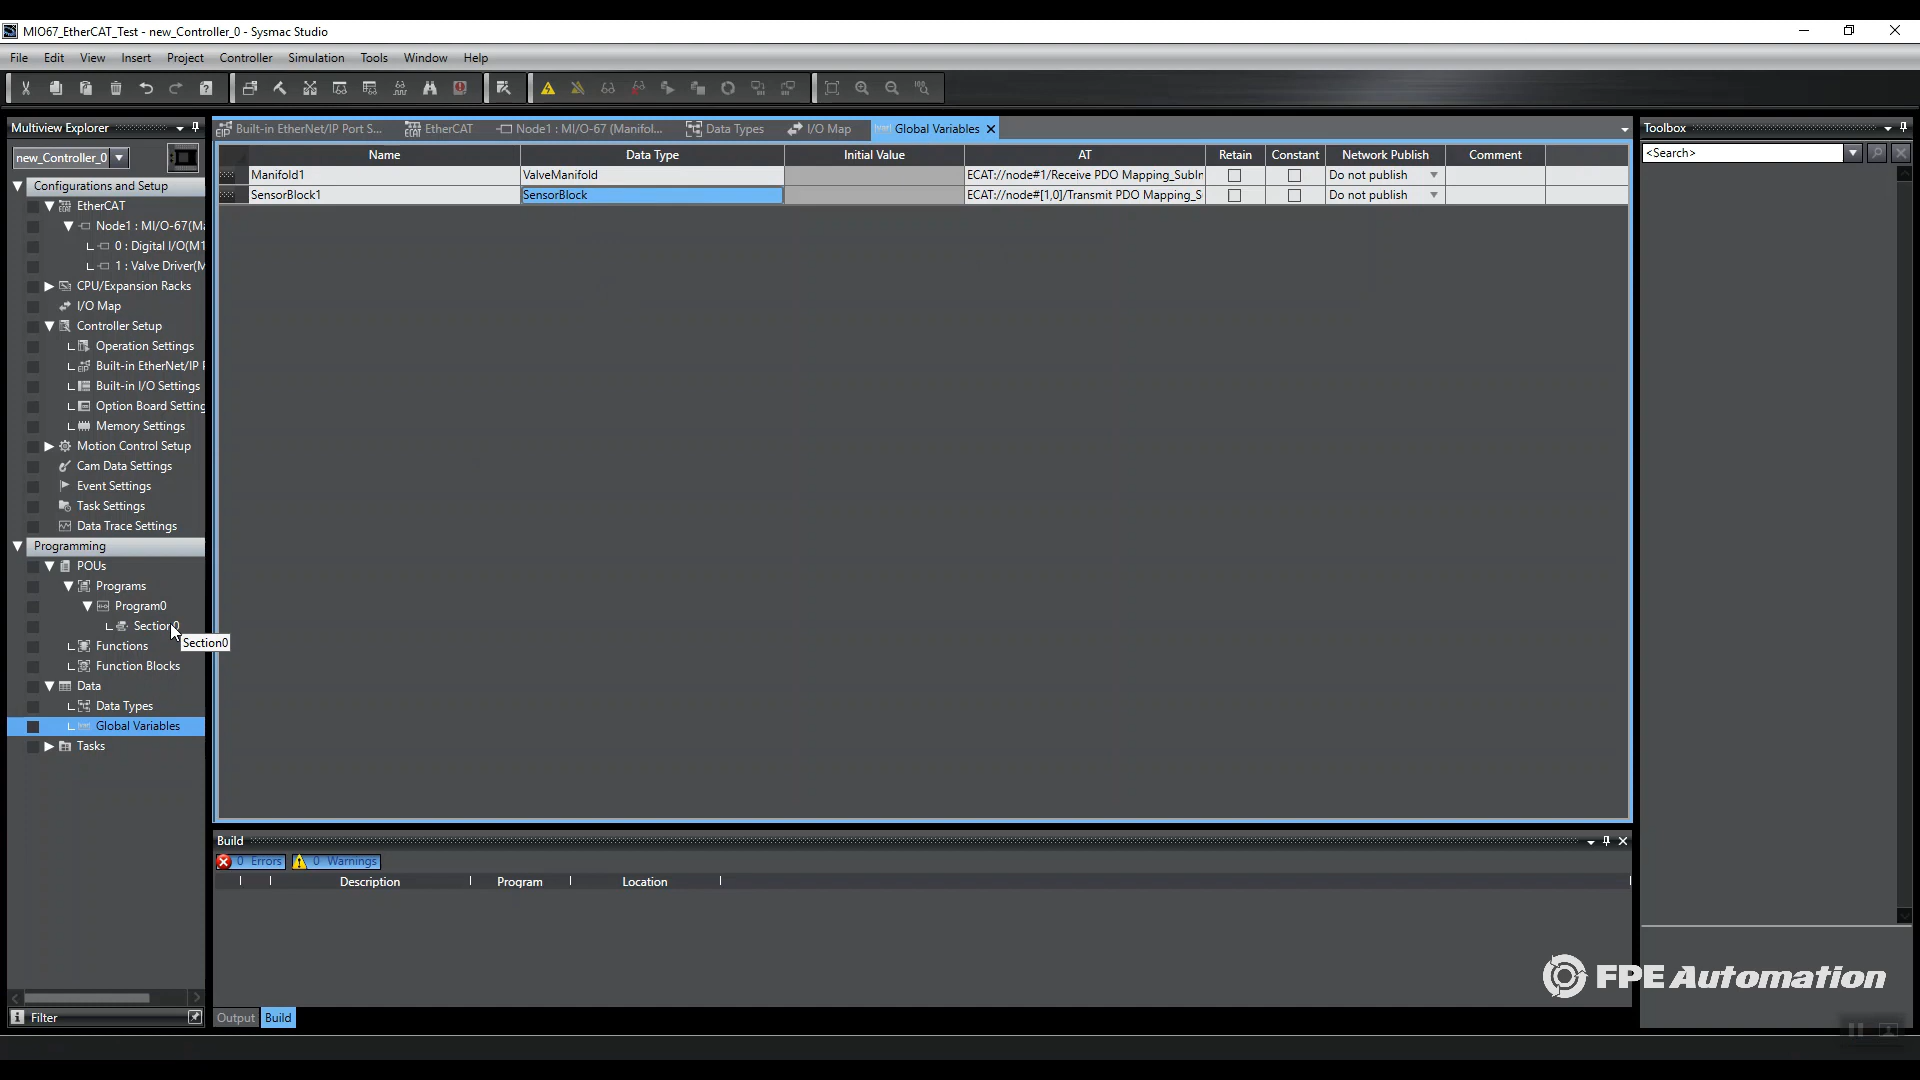 MIO67_EtherCAT_Test - new_Controller_0 - Sysmac Studio
File Edit View Insert Project Controller Simulation Tools Window Help
Multiview Explorer
new_Controller_0
Configurations and Setup
EtherCAT
Node1 : MI/O-67(Ma
0 : Digital I/O(M1
1 : Valve Driver(M
CPU/Expansion Racks
I/O Map
Controller Setup
Operation Settings
Built-in EtherNet/IP P
Built-in I/O Settings
Option Board Setting
Memory Settings
Motion Control Setup
Cam Data Settings
Event Settings
Task Settings
Data Trace Settings
Programming
POUs
Programs
Program0
Section0
Section0
Functions
Function Blocks
Data
Data Types
Global Variables
Tasks
Filter
Built-in EtherNet/IP Port S... EtherCAT Node1 : MI/O-67 (Manifol... Data Types I/O Map Global Variables
Name Data Type Initial Value AT Retain Constant Network Publish Comment
Manifold1 ValveManifold ECAT://node#1/Receive PDO Mapping_SubIn Do not publish
SensorBlock1 SensorBlock ECAT://node#[1,0]/Transmit PDO Mapping_S Do not publish
Build
0 Errors 0 Warnings
Description Program Location
Output Build
Toolbox
<Search>
FPE Automation